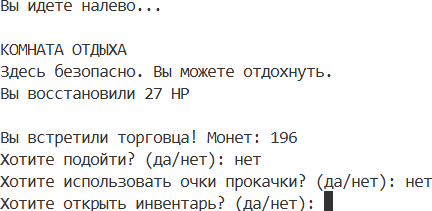 Вы идете налево...
КОМНАТА ОТДЫХА
Здесь безопасно. Вы можете отдохнуть.
Вы восстановили 27 HP
Вы встретили торговца! Монет: 196
Хотите подойти? (да/нет): нет
Хотите использовать очки прокачки? (да/нет): нет
Хотите открыть инвентарь? (да/нет):